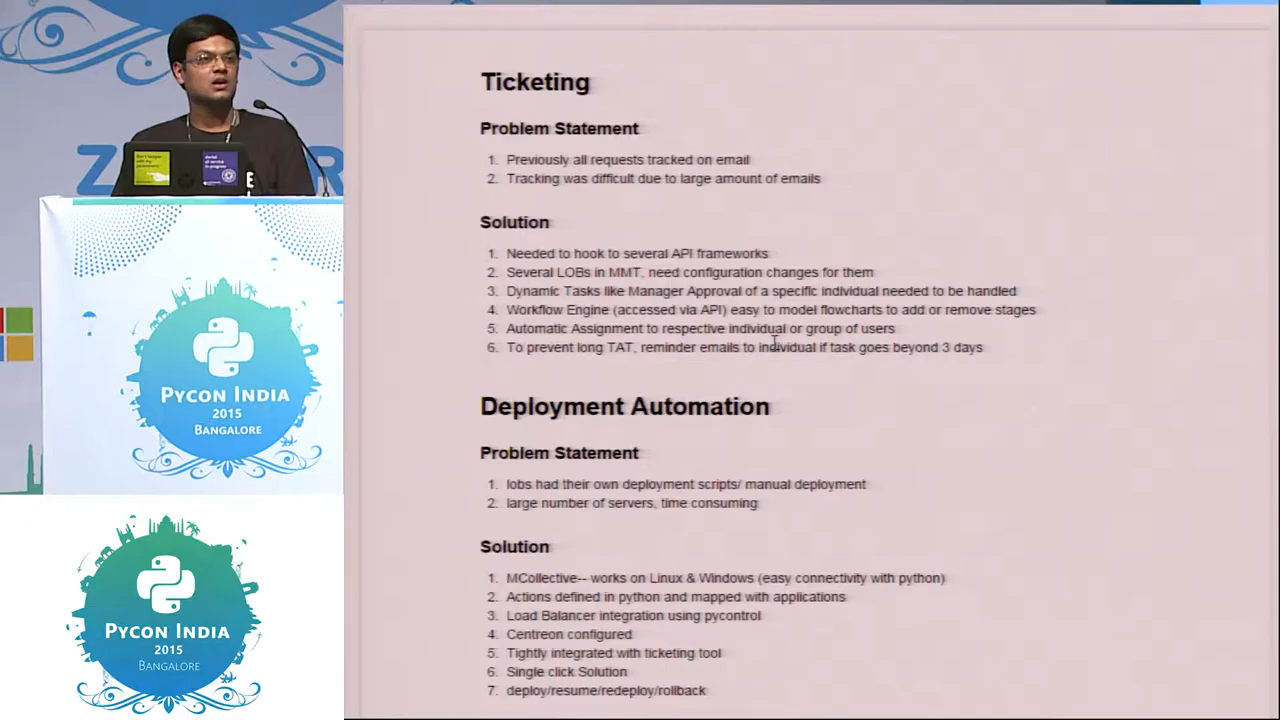 Ticketing
Problem Statement
1. Previously all requests tracked on email
2. Tracking was difficult due to large amount of emails
Solution
1. Needed to hook to several API frameworks
2. Several LOBs in MMT, need configuration changes for them
3. Dynamic Tasks like Manager Approval of a specific individual needed to be handled
4. Workflow Engine (accessed via API) easy to model flowcharts to add or remove stages
5. Automatic Assignment to respective individual or group of users
6. To prevent long TAT, reminder emails to individual if task goes beyond 3 days
Deployment Automation
Problem Statement
1. lobs had their own deployment scripts/ manual deployment
2. large number of servers, time consuming
Solution
1. MCollective-- works on Linux & Windows (easy connectivity with python)
2. Actions defined in python and mapped with applications
3. Load Balancer integration using pycontrol
4. Centreon configured
5. Tightly integrated with ticketing tool
6. Single click Solution
7. deploy/resume/redeploy/rollback
PYCON INDIA
2015
BANGALORE
PYCON INDIA
2015
BANGALORE